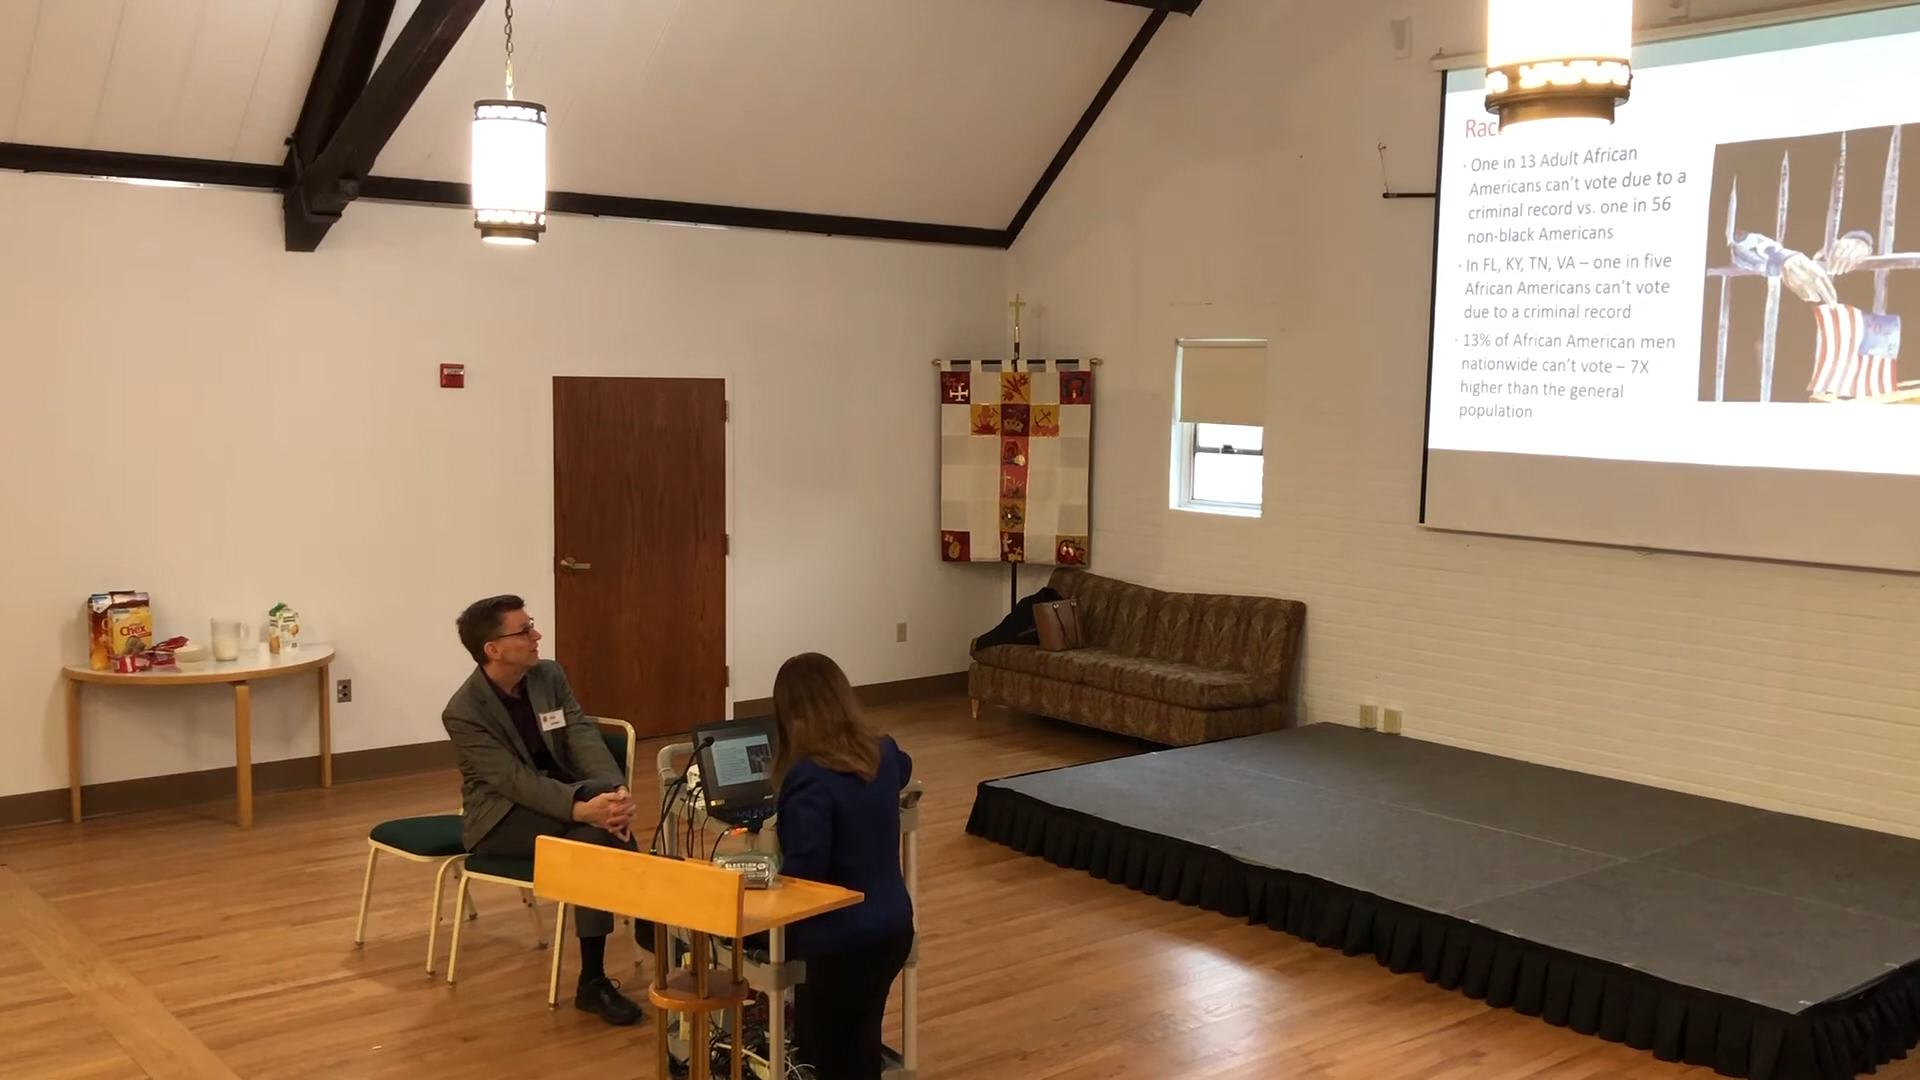 Rac
· One in 13 Adult African
Americans can't vote due to a
criminal record vs. one in 56
non-black Americans
· In FL, KY, TN, VA – one in five
African Americans can't vote
due to a criminal record
· 13% of African American men
nationwide can't vote – 7X
higher than the general
population
Chex
ELECTION